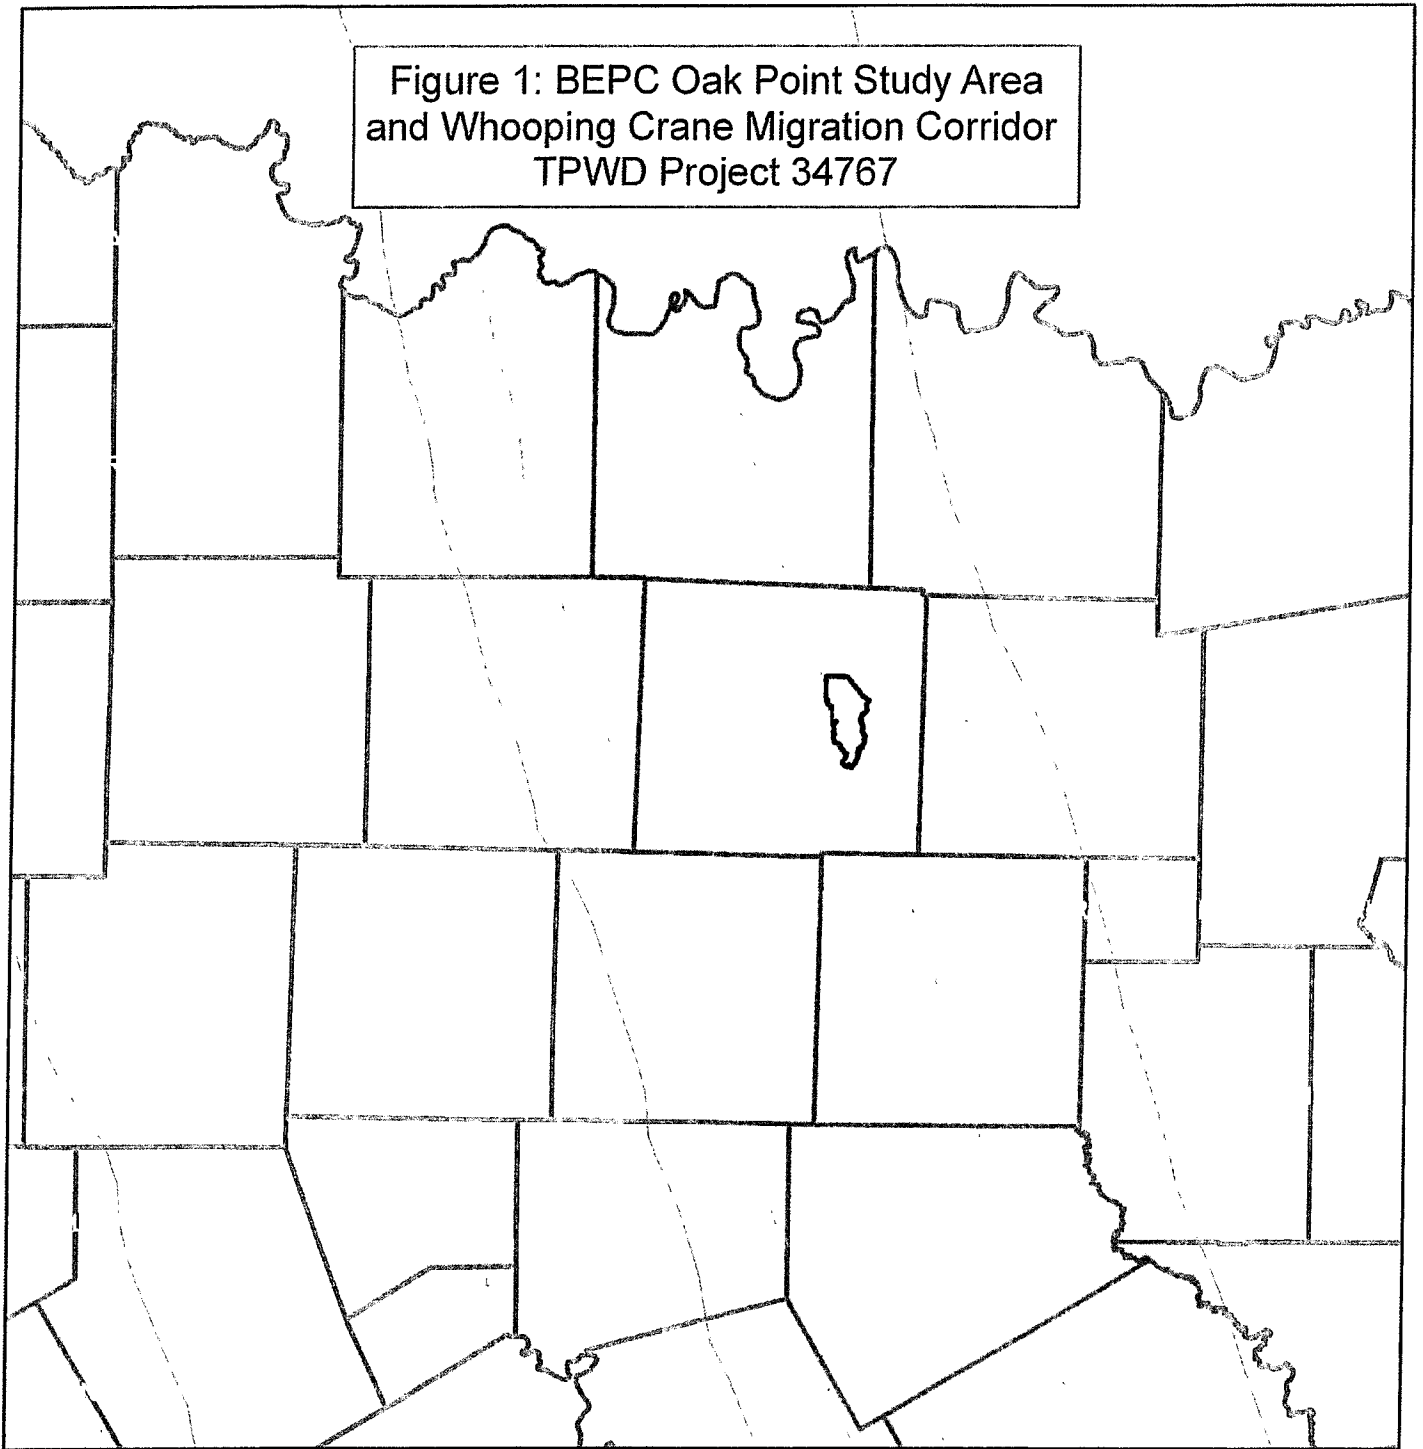 Figure 1: BEPC Oak Point Study Area
and Whooping Crane Migration Corridor
TPWD Project 34767